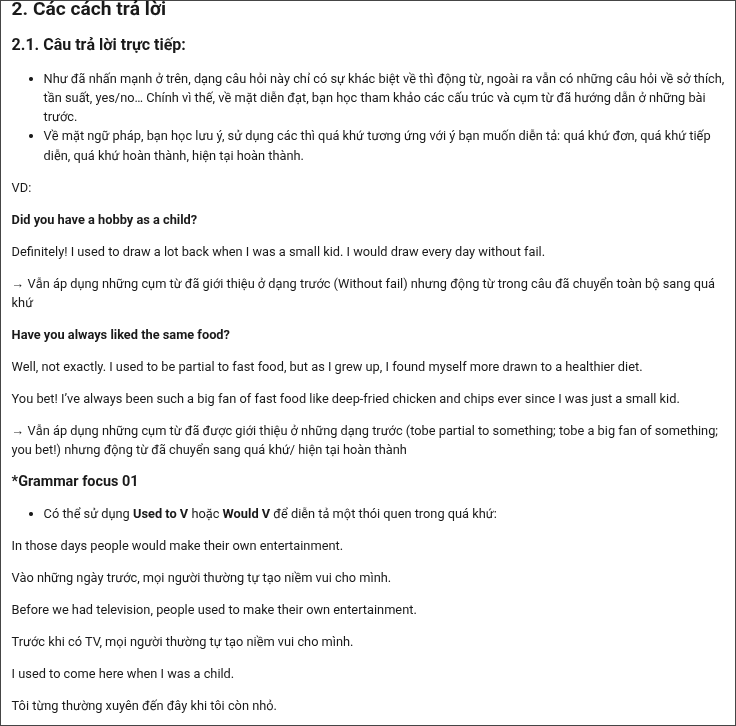 2. Các cách trả lời
2.1. Câu trả lời trực tiếp:
• Như đã nhấn mạnh ở trên, dạng câu hỏi này chỉ có sự khác biệt về thì động từ, ngoài ra vẫn có những câu hỏi về sở thích,
tần suất, yes/no... Chính vì thế, về mặt diễn đạt, bạn học tham khảo các cấu trúc và cụm từ đã hướng dẫn ở những bài
trước.
• Về mặt ngữ pháp, bạn học lưu ý, sử dụng các thì quá khứ tương ứng với ý bạn muốn diễn tả: quá khứ đơn, quá khứ tiếp
diễn, quá khứ hoàn thành, hiện tại hoàn thành.
VD:
Did you have a hobby as a child?
Definitely! I used to draw a lot back when I was a small kid. I would draw every day without fail.
→ Vẫn áp dụng những cụm từ đã giới thiệu ở dạng trước (Without fail) nhưng động từ trong câu đã chuyển toàn bộ sang quá
khứ
Have you always liked the same food?
Well, not exactly. I used to be partial to fast food, but as I grew up, I found myself more drawn to a healthier diet.
You bet! I’ve always been such a big fan of fast food like deep-fried chicken and chips ever since I was just a small kid.
→ Vẫn áp dụng những cụm từ đã được giới thiệu ở những dạng trước (tobe partial to something; tobe a big fan of something;
you bet!) nhưng động từ đã chuyển sang quá khứ/ hiện tại hoàn thành
*Grammar focus 01
• Có thể sử dụng Used to V hoặc Would V để diễn tả một thói quen trong quá khứ:
In those days people would make their own entertainment.
Vào những ngày trước, mọi người thường tự tạo niềm vui cho mình.
Before we had television, people used to make their own entertainment.
Trước khi có TV, mọi người thường tự tạo niềm vui cho mình.
I used to come here when I was a child.
Tôi từng thường xuyên đến đây khi tôi còn nhỏ.